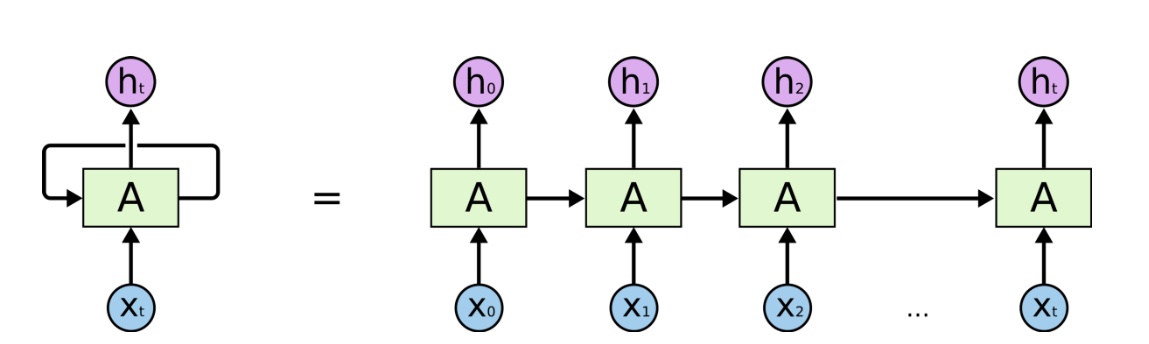 hₜ h₀ h₁ h₂ hₜ
A = A A A A
xₜ x₀ x₁ x₂ ... xₜ